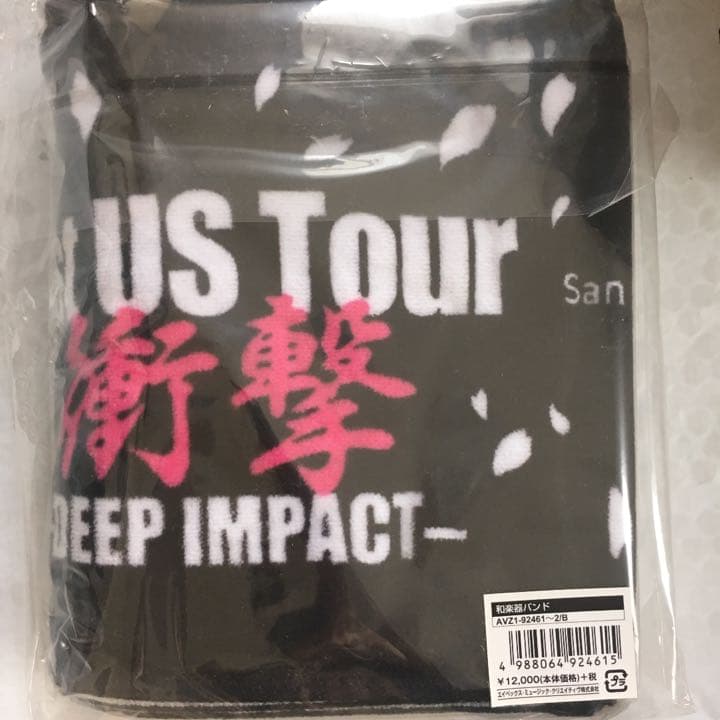 t US Tour
San
衝撃
DEEP IMPACT−
和楽器バンド
AVZ1-92461〜2/B
4 988064 924615
¥12,000(本体価格)+税
エイベックス・ミュージック・クリエイティヴ株式会社
プラ